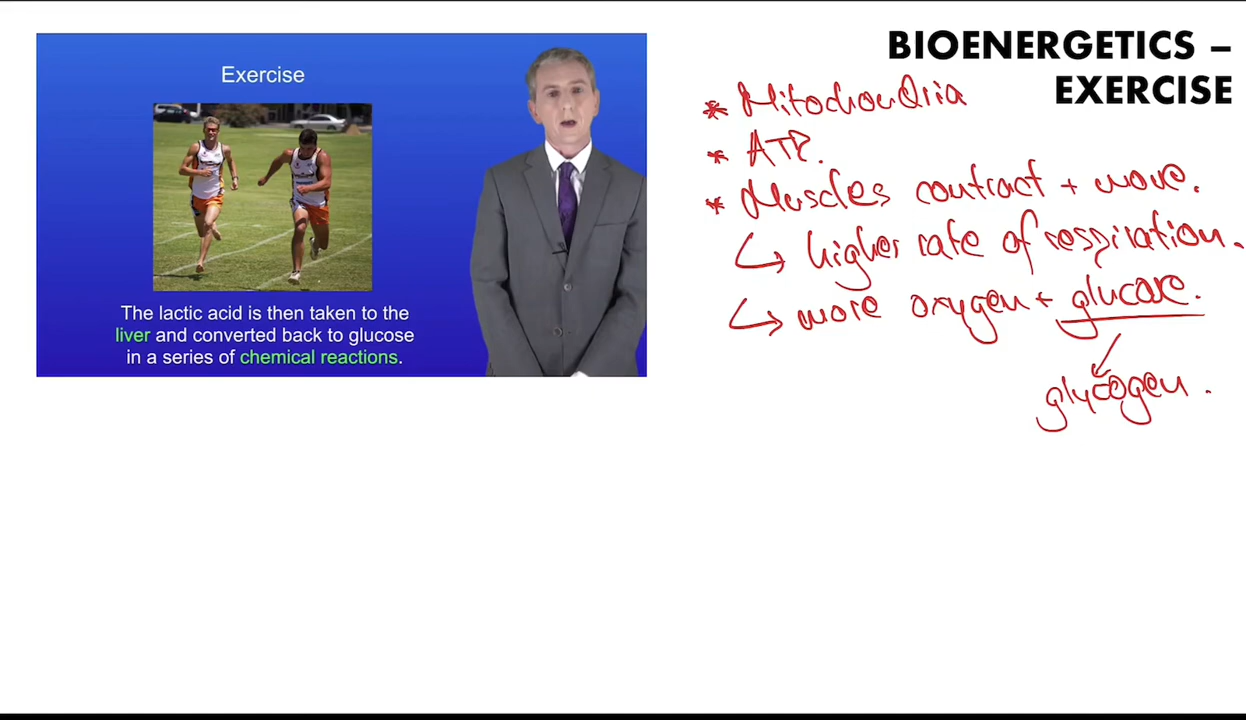 BIOENERGETICS –
EXERCISE
Exercise
The lactic acid is then taken to the
liver and converted back to glucose
in a series of chemical reactions.
* Mitochondria
* ATP.
* Muscles contract + move.
↳ higher rate of respiration.
↳ more oxygen + glucose.
glycogen.